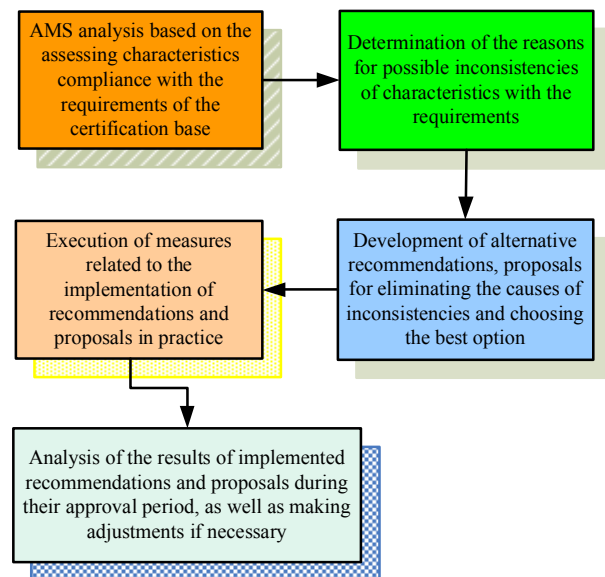 AMS analysis based on the
assessing characteristics
compliance with the
requirements of the
certification base
Determination of the reasons
for possible inconsistencies
of characteristics with the
requirements
Development of alternative
recommendations, proposals
for eliminating the causes of
inconsistencies and choosing
the best option
Execution of measures
related to the
implementation of
recommendations and
proposals in practice
Analysis of the results of implemented
recommendations and proposals during
their approval period, as well as making
adjustments if necessary